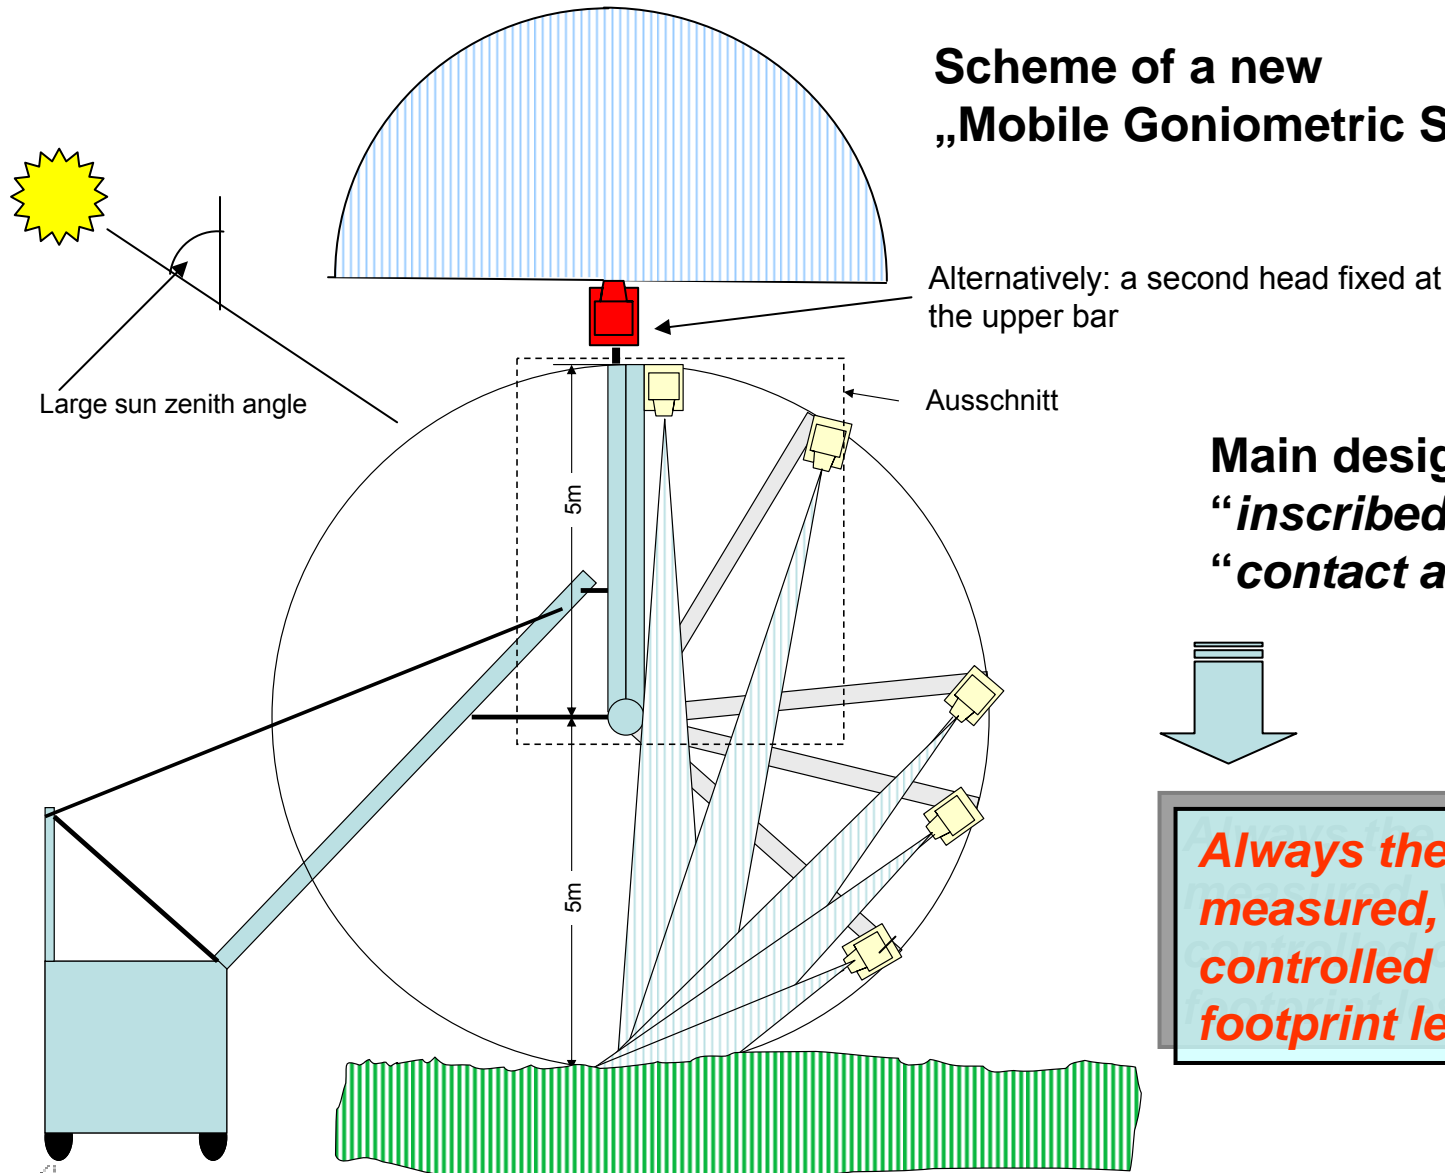 Scheme of a new
„Mobile Goniometric S
Alternatively: a second head fixed at
the upper bar
Large sun zenith angle
Ausschnitt
5m
Main desig
“inscribed
“contact a
5m
Always the
measured,
controlled
footprint le